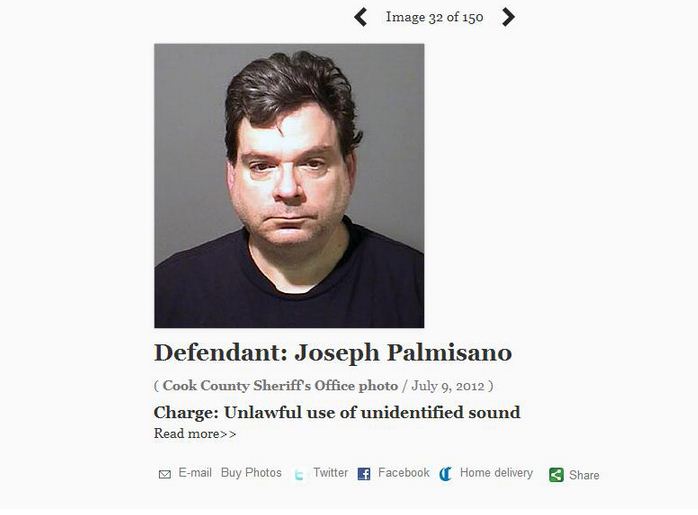 Image 32 of 150
Defendant: Joseph Palmisano
( Cook County Sheriff's Office photo / July 9, 2012 )
Charge: Unlawful use of unidentified sound
Read more>>
E-mail Buy Photos Twitter Facebook Home delivery Share